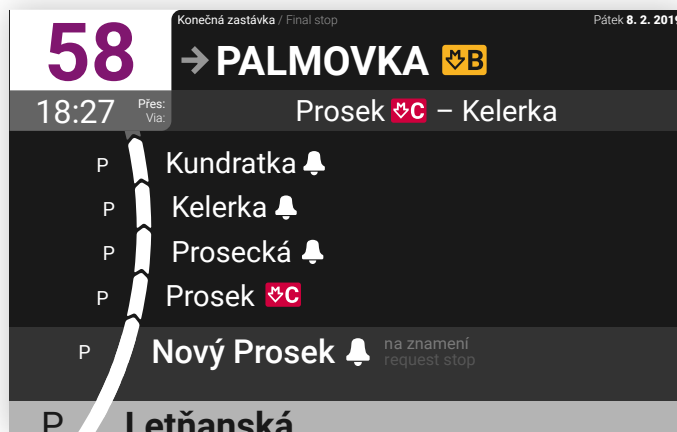 58
Konečná zastávka / Final stop
Pátek 8. 2. 2019
PALMOVKA B
18:27
Přes:
Via:
Prosek C – Kelerka
P Kundratka
P Kelerka
P Prosecká
P Prosek C
P Nový Prosek
na znamení
request stop
P Letňanská